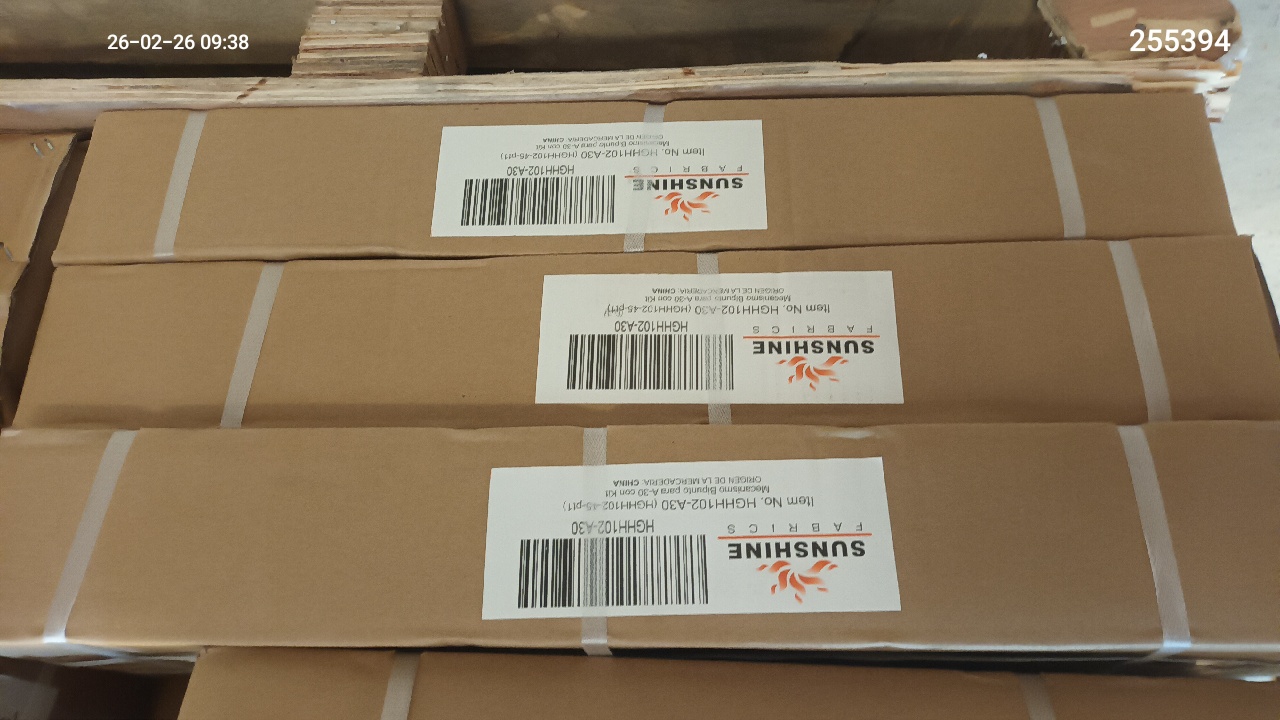 26-02-26 09:38
255394
SUNSHINE
FABRICS
HGHH102-A30
Item No. HGHH102-A30 (HGHH102-45-pt1)
Mecanismo Bipunto para A-30 con Kit
ORIGEN DE LA MERCADERIA: CHINA
SUNSHINE
FABRICS
HGHH102-A30
Item No. HGHH102-A30 (HGHH102-45-pt1)
Mecanismo Bipunto para A-30 con Kit
ORIGEN DE LA MERCADERIA: CHINA
SUNSHINE
FABRICS
HGHH102-A30
Item No. HGHH102-A30 (HGHH102-45-pt1)
Mecanismo Bipunto para A-30 con Kit
ORIGEN DE LA MERCADERIA: CHINA